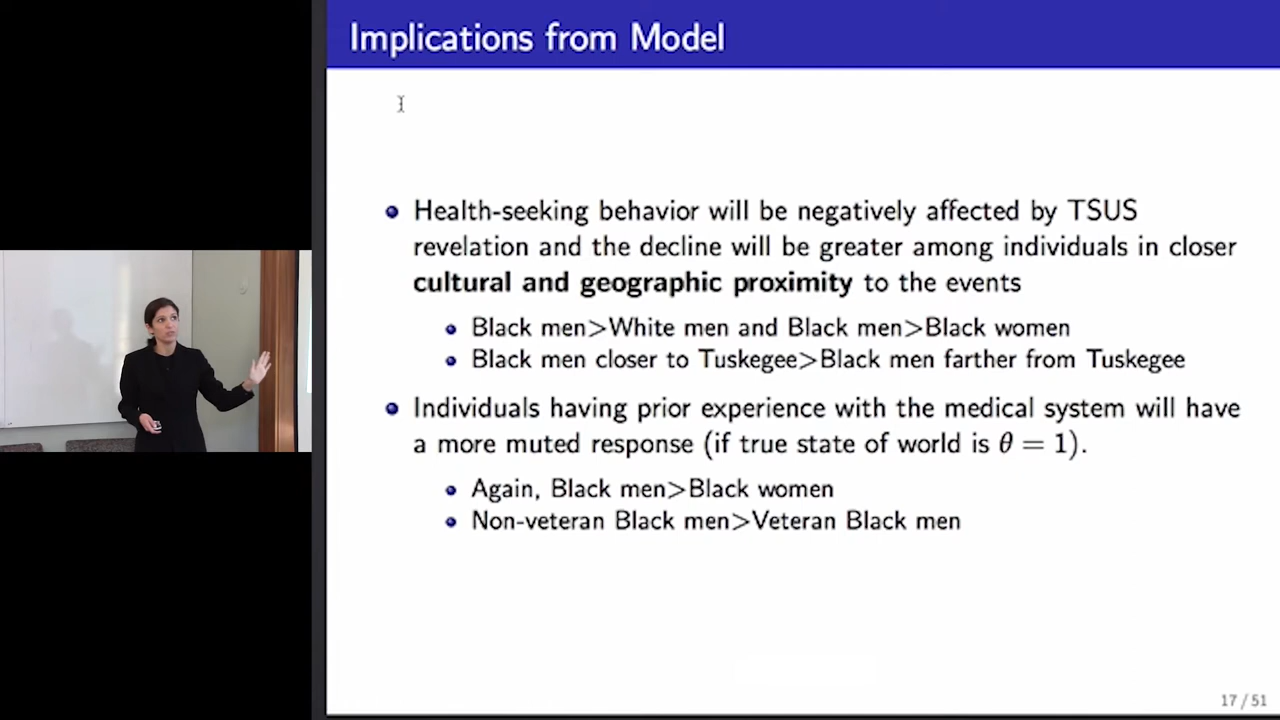 Implications from Model
Health-seeking behavior will be negatively affected by TSUS
revelation and the decline will be greater among individuals in closer
cultural and geographic proximity to the events
Black men>White men and Black men>Black women
Black men closer to Tuskegee>Black men farther from Tuskegee
Individuals having prior experience with the medical system will have
a more muted response (if true state of world is θ = 1).
Again, Black men>Black women
Non-veteran Black men>Veteran Black men
17 / 51